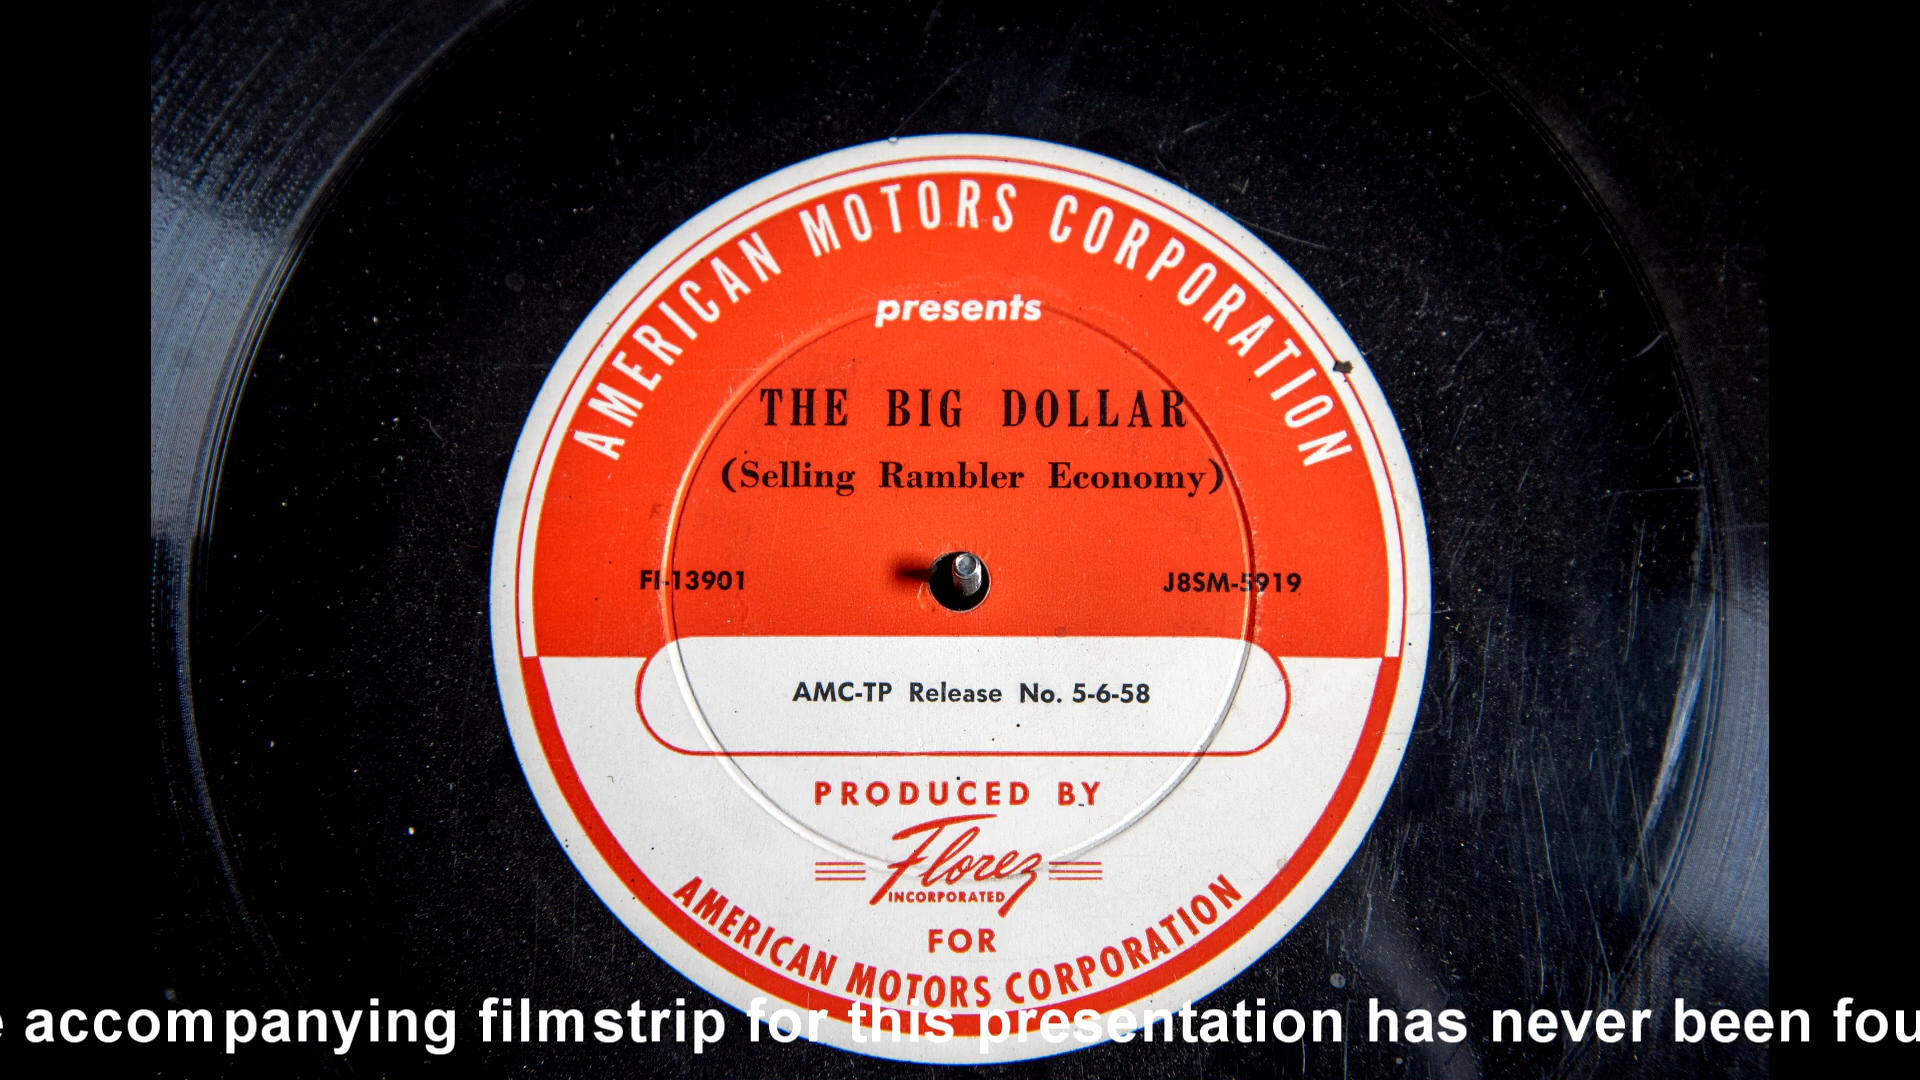 AMERICAN MOTORS CORPORATION
presents
THE BIG DOLLAR
(Selling Rambler Economy)
FI-13901
J8SM-5919
AMC-TP Release No. 5-6-58
PRODUCED BY
Florez
INCORPORATED
FOR
AMERICAN MOTORS CORPORATION
accompanying filmstrip for this presentation has never been